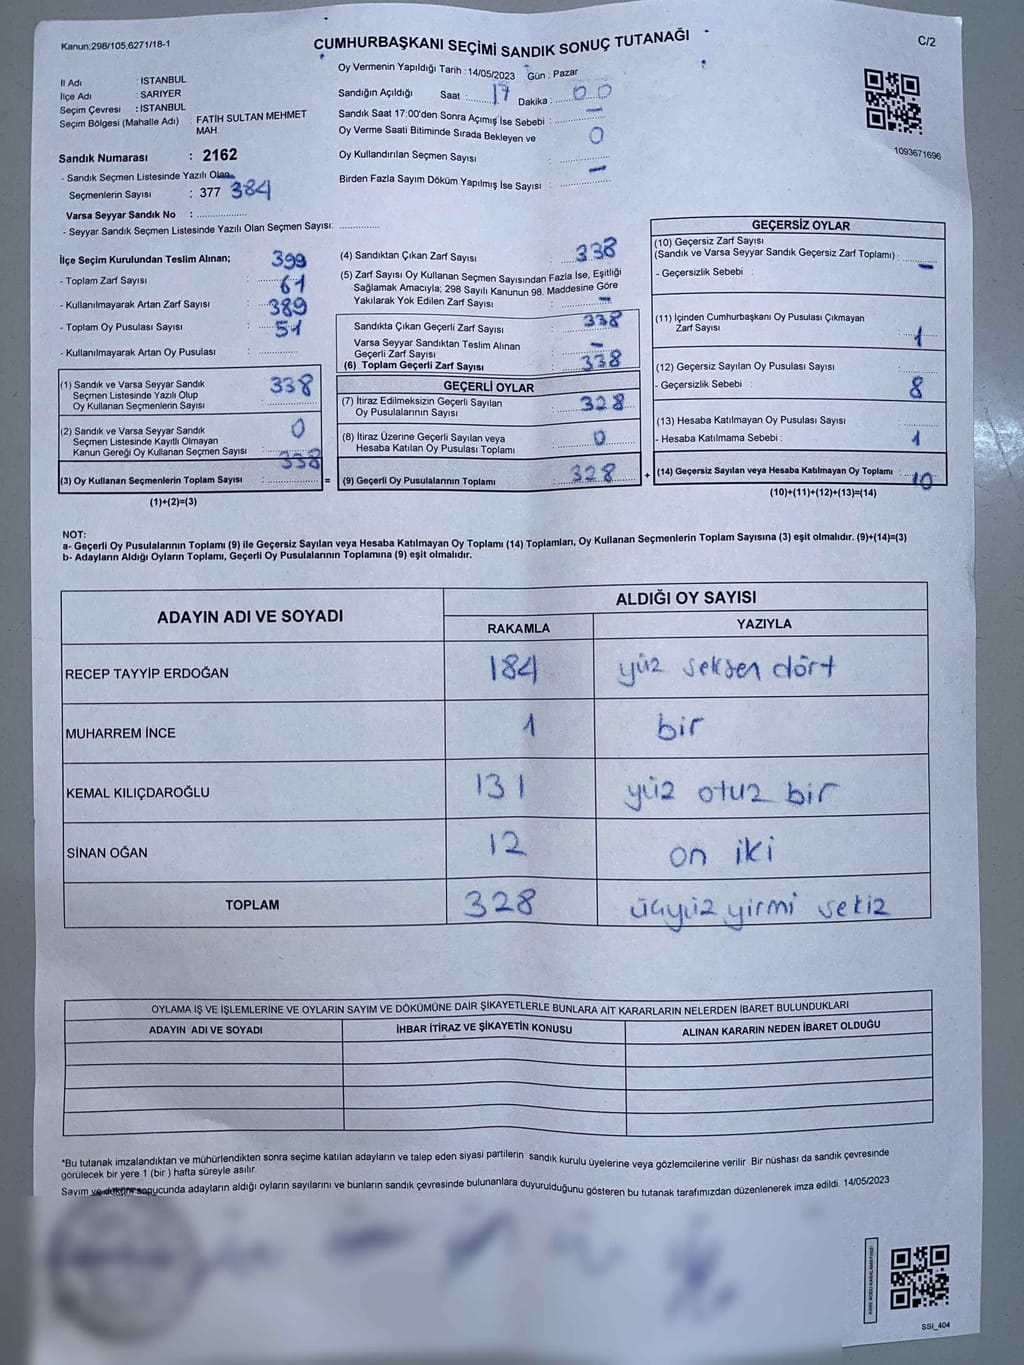 Kanun:298/105,6271/18-1
CUMHURBAŞKANI SEÇİMİ SANDIK SONUÇ TUTANAĞI
C/2
İl Adı : İSTANBUL
İlçe Adı : SARIYER
Seçim Çevresi : İSTANBUL
Seçim Bölgesi (Mahalle Adı) : FATİH SULTAN MEHMET MAH.
Sandık Numarası : 2162
- Sandık Seçmen Listesinde Yazılı Olan
Seçmenlerin Sayısı : 377 384
Varsa Seyyar Sandık No : ..................
- Seyyar Sandık Seçmen Listesinde Yazılı Olan Seçmen Sayısı: ..............
Oy Vermenin Yapıldığı Tarih : 14/05/2023 Gün : Pazar
Sandığın Açıldığı Saat : 17 Dakika : 00
Sandık Saat 17:00'den Sonra Açımış İse Sebebi : –
Oy Verme Saati Bitiminde Sırada Bekleyen ve
Oy Kullandırılan Seçmen Sayısı : 0
Birden Fazla Sayım Döküm Yapılmış İse Sayısı : –
1093671696
İlçe Seçim Kurulundan Teslim Alınan;
- Toplam Zarf Sayısı : 399
- Kullanılmayarak Artan Zarf Sayısı : 61
- Toplam Oy Pusulası Sayısı : 389
- Kullanılmayarak Artan Oy Pusulası : 51
(1) Sandık ve Varsa Seyyar Sandık
Seçmen Listesinde Yazılı Olup
Oy Kullanan Seçmenlerin Sayısı : 338
(2) Sandık ve Varsa Seyyar Sandık
Seçmen Listesinde Kayıtlı Olmayan
Kanun Gereği Oy Kullanan Seçmen Sayısı : 0
(3) Oy Kullanan Seçmenlerin Toplam Sayısı : 338 =
(1)+(2)=(3)
(4) Sandıktan Çıkan Zarf Sayısı : 338
(5) Zarf Sayısı Oy Kullanan Seçmen Sayısından Fazla İse, Eşitliği
Sağlamak Amacıyla; 298 Sayılı Kanunun 98. Maddesine Göre
Yakılarak Yok Edilen Zarf Sayısı : –
Sandıkta Çıkan Geçerli Zarf Sayısı : 338
Varsa Seyyar Sandıktan Teslim Alınan
Geçerli Zarf Sayısı : –
(6) Toplam Geçerli Zarf Sayısı : 338
GEÇERLİ OYLAR
(7) İtiraz Edilmeksizin Geçerli Sayılan
Oy Pusulalarının Sayısı : 328
(8) İtiraz Üzerine Geçerli Sayılan veya
Hesaba Katılan Oy Pusulaları Toplamı : 0
(9) Geçerli Oy Pusulalarının Toplamı : 328 +
GEÇERSİZ OYLAR
(10) Geçersiz Zarf Sayısı
(Sandık ve Varsa Seyyar Sandık Geçersiz Zarf Toplamı) : –
- Geçersizlik Sebebi :
(11) İçinden Cumhurbaşkanı Oy Pusulası Çıkmayan
Zarf Sayısı : 1
(12) Geçersiz Sayılan Oy Pusulası Sayısı : 8
- Geçersizlik Sebebi :
(13) Hesaba Katılmayan Oy Pusulası Sayısı : 1
- Hesaba Katılmama Sebebi :
(14) Geçersiz Sayılan veya Hesaba Katılmayan Oy Toplamı : 10
(10)+(11)+(12)+(13)=(14)
NOT:
a- Geçerli Oy Pusulalarının Toplamı (9) ile Geçersiz Sayılan veya Hesaba Katılmayan Oy Toplamı (14) Toplamları, Oy Kullanan Seçmenlerin Toplam Sayısına (3) eşit olmalıdır. (9)+(14)=(3)
b- Adayların Aldığı Oyların Toplamı, Geçerli Oy Pusulalarının Toplamına (9) eşit olmalıdır.
ADAYIN ADI VE SOYADI ALDIĞI OY SAYISI
RAKAMLA YAZIYLA
RECEP TAYYİP ERDOĞAN 184 yüz seksen dört
MUHARREM İNCE 1 bir
KEMAL KILIÇDAROĞLU 131 yüz otuz bir
SİNAN OĞAN 12 on iki
TOPLAM 328 üçyüz yirmi sekiz
OYLAMA İŞ VE İŞLEMLERİNE VE OYLARIN SAYIM VE DÖKÜMÜNE DAİR ŞİKAYETLERLE BUNLARA AİT KARARLARIN NELERDEN İBARET BULUNDUKLARI
ADAYIN ADI VE SOYADI İHBAR İTİRAZ VE ŞİKAYETİN KONUSU ALINAN KARARIN NEDEN İBARET OLDUĞU
*Bu tutanak imzalandıktan ve mühürlendikten sonra seçime katılan adayların ve talep eden siyasi partilerin sandık kurulu üyelerine veya gözlemcilerine verilir Bir nüshası da sandık çevresinde
görülecek bir yere 1 (bir ) hafta süreyle asılır.
Sayım ve döküm sonucunda adayların aldığı oyların sayılarını ve bunların sandık çevresinde bulunanlara duyurulduğunu gösteren bu tutanak tarafımızdan düzenlenerek imza edildi. 14/05/2023
SSI_404